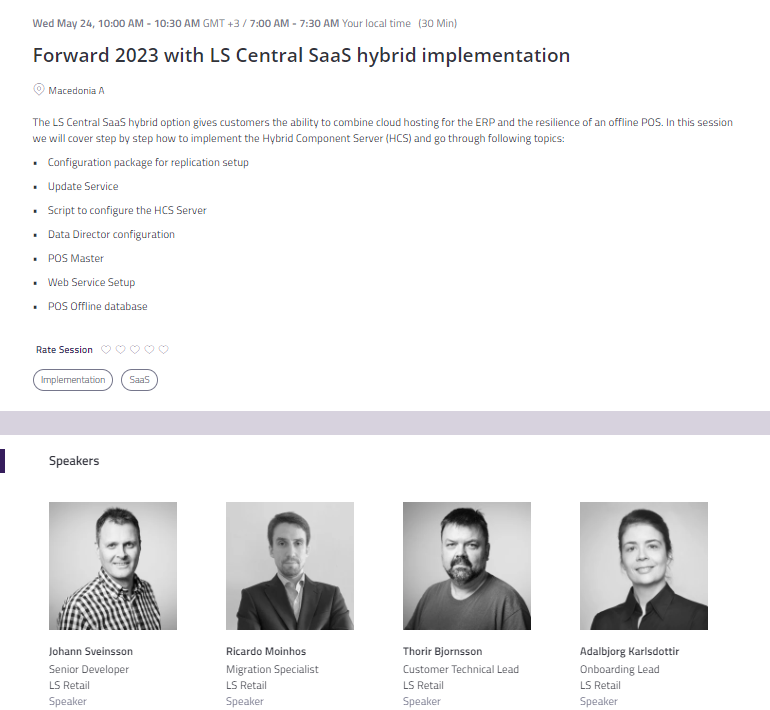 Wed May 24, 10:00 AM - 10:30 AM GMT +3 / 7:00 AM - 7:30 AM Your local time (30 Min)
Forward 2023 with LS Central SaaS hybrid implementation
Macedonia A
The LS Central SaaS hybrid option gives customers the ability to combine cloud hosting for the ERP and the resilience of an offline POS. In this session
we will cover step by step how to implement the Hybrid Component Server (HCS) and go through following topics:
• Configuration package for replication setup
• Update Service
• Script to configure the HCS Server
• Data Director configuration
• POS Master
• Web Service Setup
• POS Offline database
Rate Session
Implementation SaaS
Speakers
Johann Sveinsson
Senior Developer
LS Retail
Speaker
Ricardo Moinhos
Migration Specialist
LS Retail
Speaker
Thorir Bjornsson
Customer Technical Lead
LS Retail
Speaker
Adalbjorg Karlsdottir
Onboarding Lead
LS Retail
Speaker